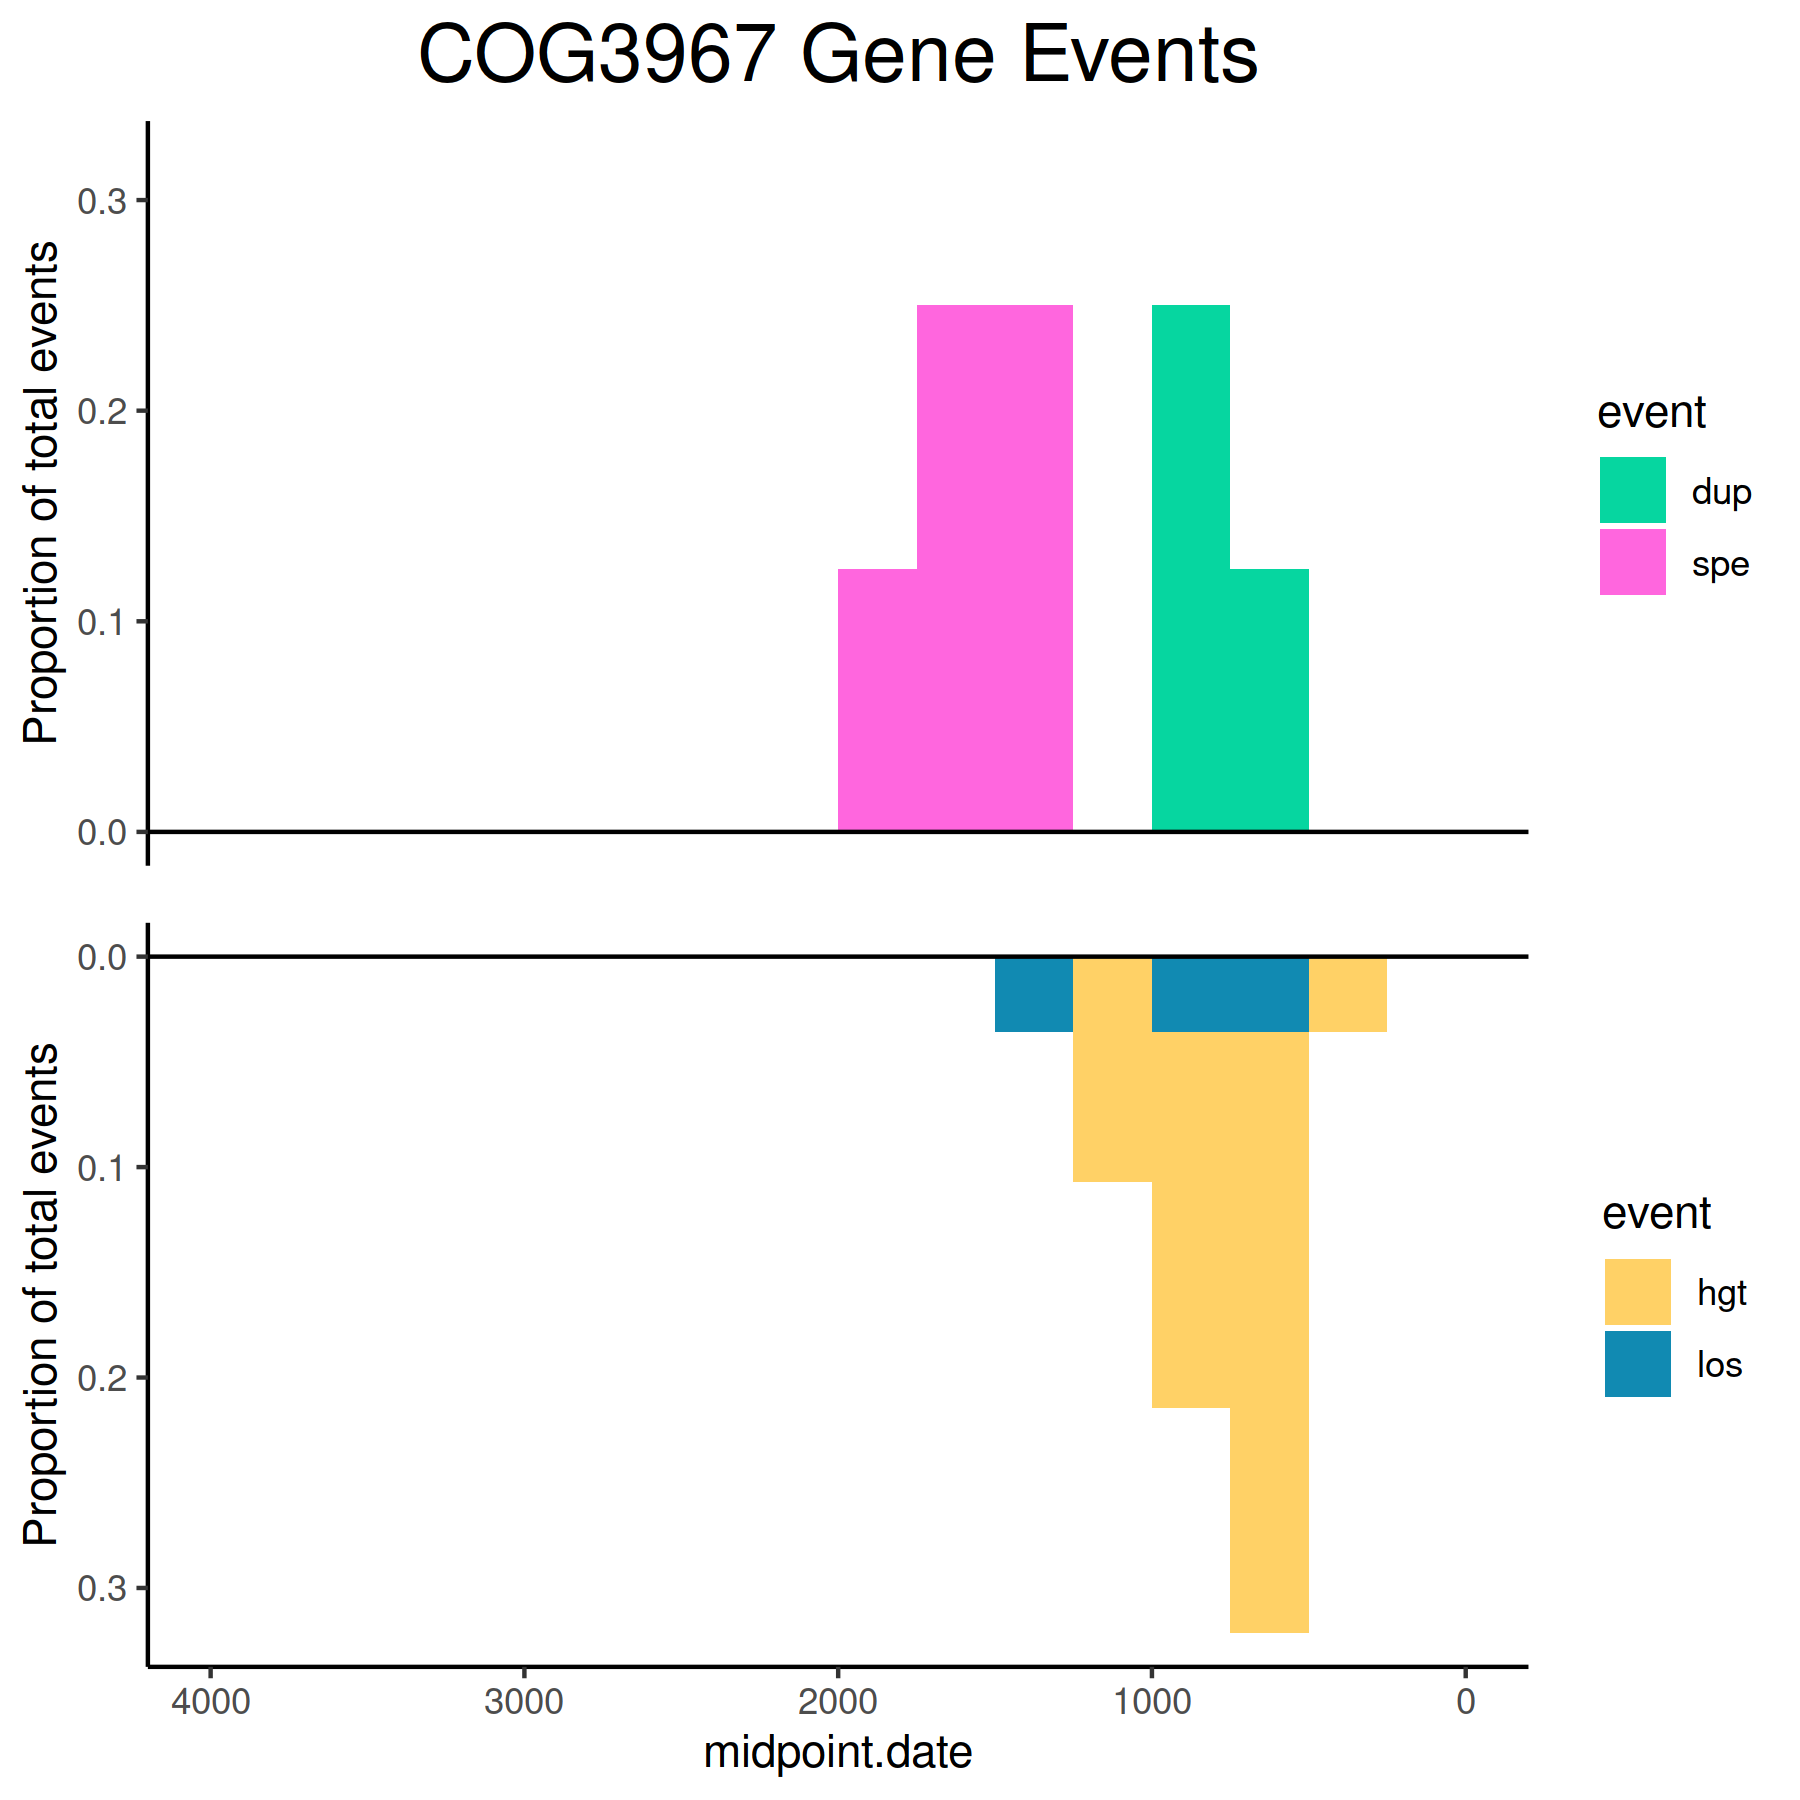 COG3967 Gene Events
Proportion of total events
0.3
0.2
0.1
0.0
event
dup
spe
Proportion of total events
0.0
0.1
0.2
0.3
event
hgt
los
4000 3000 2000 1000 0
midpoint.date